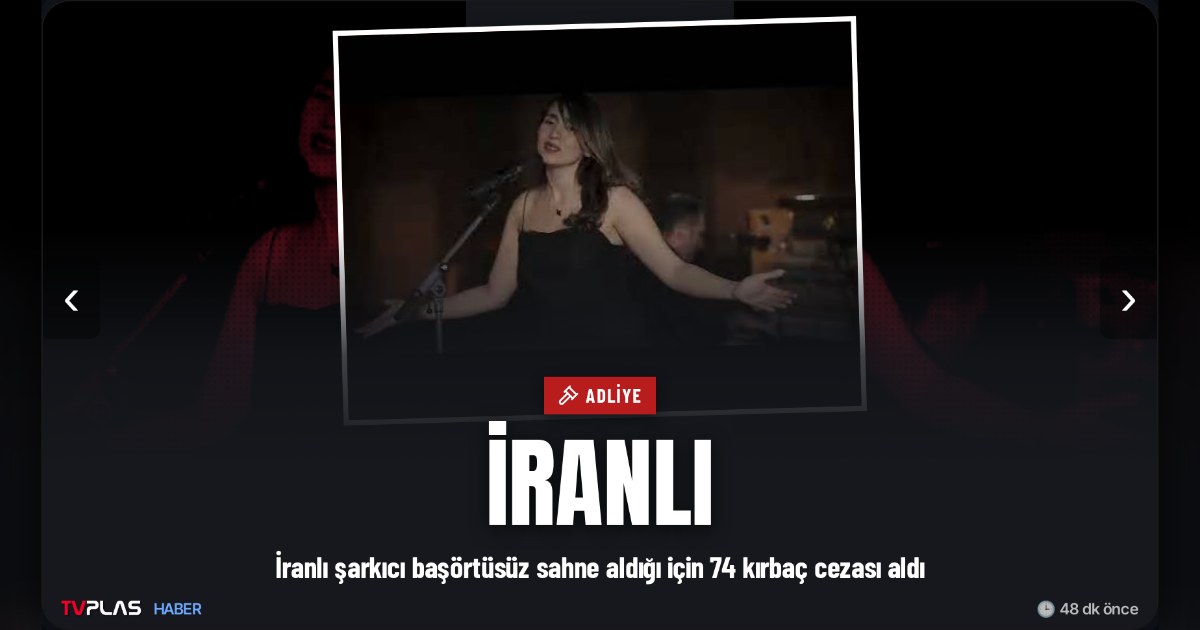 ADLİYE
İRANLI
İranlı şarkıcı başörtüsüz sahne aldığı için 74 kırbaç cezası aldı
TVPLAS HABER
48 dk önce